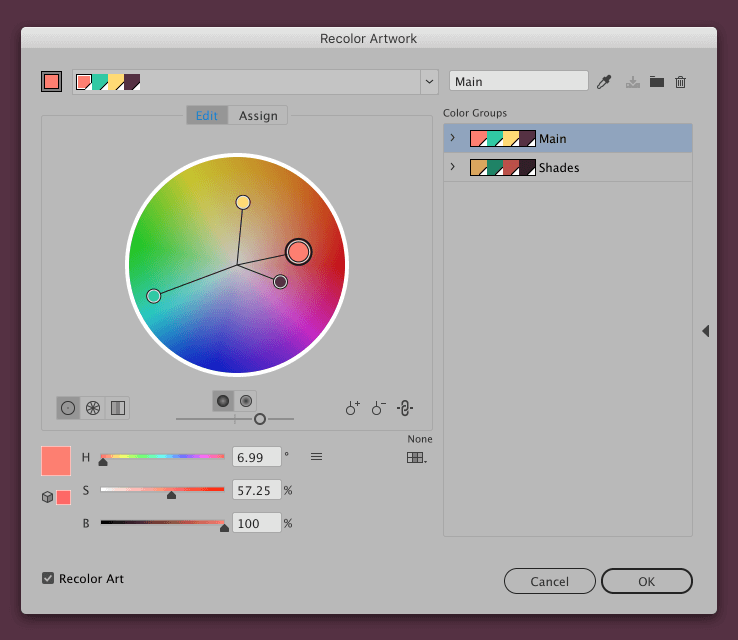 Recolor Artwork
Main
Edit Assign
Color Groups
Main
Shades
None
H 6.99 °
S 57.25 %
B 100 %
Recolor Art
Cancel OK